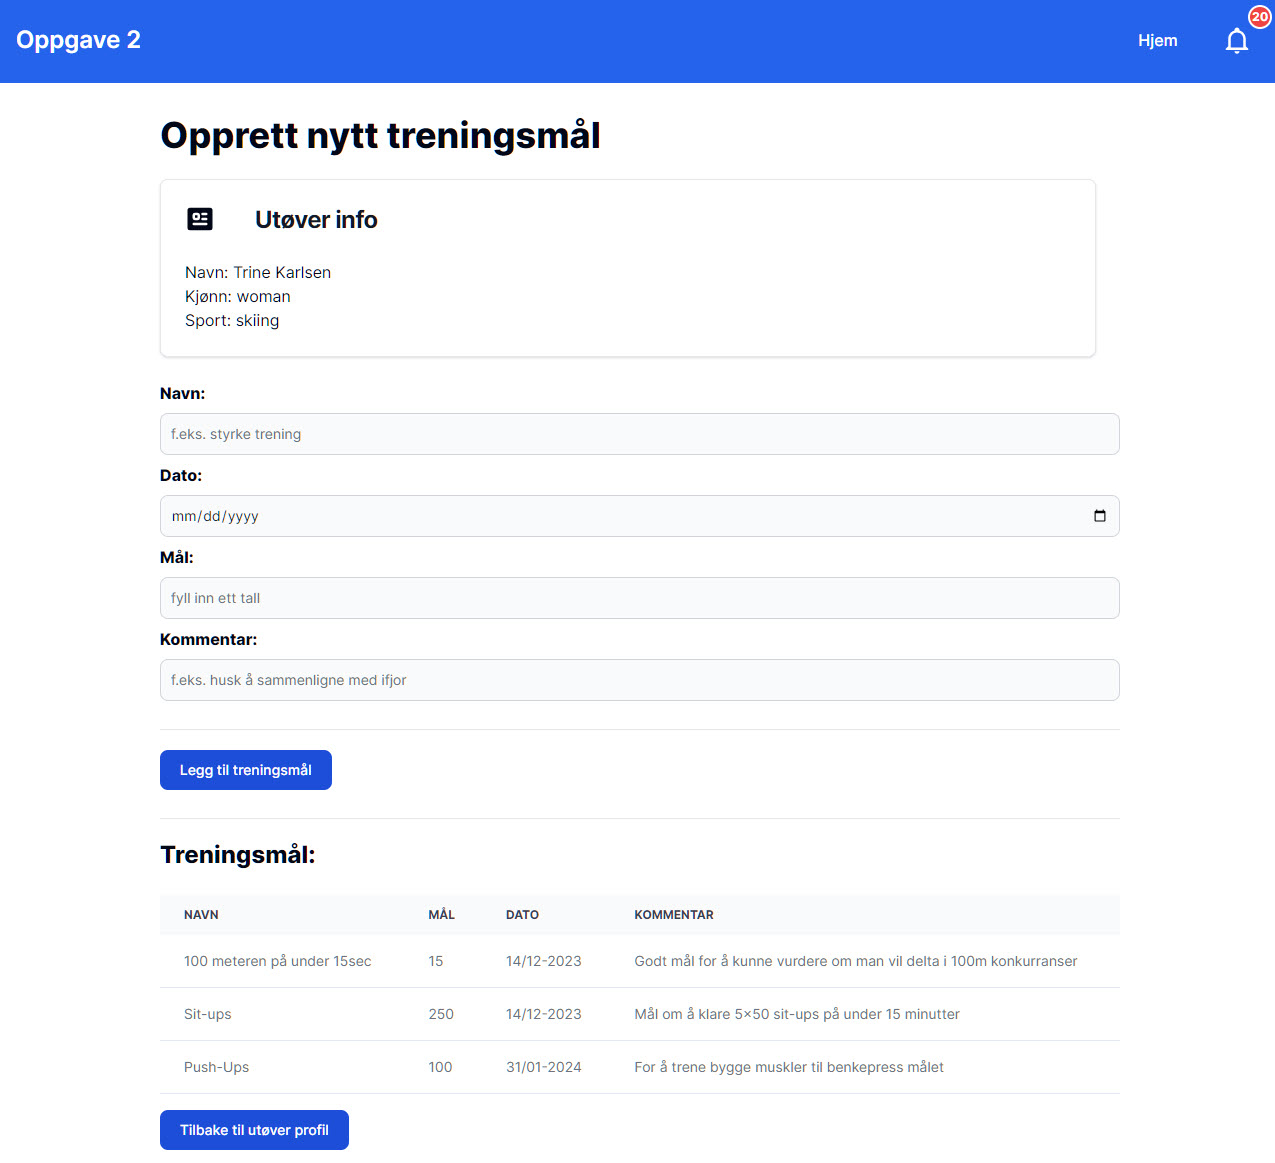 Oppgave 2
Hjem
20
Opprett nytt treningsmål
Utøver info
Navn: Trine Karlsen
Kjønn: woman
Sport: skiing
Navn:
f.eks. styrke trening
Dato:
mm/dd/yyyy
Mål:
fyll inn ett tall
Kommentar:
f.eks. husk å sammenligne med ifjor
Legg til treningsmål
Treningsmål:
NAVN MÅL DATO KOMMENTAR
100 meteren på under 15sec 15 14/12-2023 Godt mål for å kunne vurdere om man vil delta i 100m konkurranser
Sit-ups 250 14/12-2023 Mål om å klare 5×50 sit-ups på under 15 minutter
Push-Ups 100 31/01-2024 For å trene bygge muskler til benkepress målet
Tilbake til utøver profil